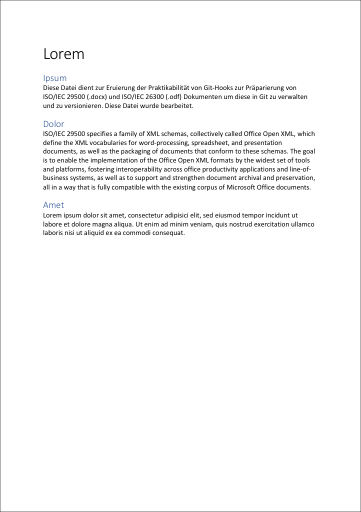 Lorem
Ipsum
Diese Datei dient zur Eruierung der Praktikabilität von Git-Hooks zur Präparierung von
ISO/IEC 29500 (.docx) und ISO/IEC 26300 (.odf) Dokumenten um diese in Git zu verwalten
und zu versionieren. Diese Datei wurde bearbeitet.
Dolor
ISO/IEC 29500 specifies a family of XML schemas, collectively called Office Open XML, which
define the XML vocabularies for word-processing, spreadsheet, and presentation
documents, as well as the packaging of documents that conform to these schemas. The goal
is to enable the implementation of the Office Open XML formats by the widest set of tools
and platforms, fostering interoperability across office productivity applications and line-of-
business systems, as well as to support and strengthen document archival and preservation,
all in a way that is fully compatible with the existing corpus of Microsoft Office documents.
Amet
Lorem ipsum dolor sit amet, consectetur adipisici elit, sed eiusmod tempor incidunt ut
labore et dolore magna aliqua. Ut enim ad minim veniam, quis nostrud exercitation ullamco
laboris nisi ut aliquid ex ea commodi consequat.